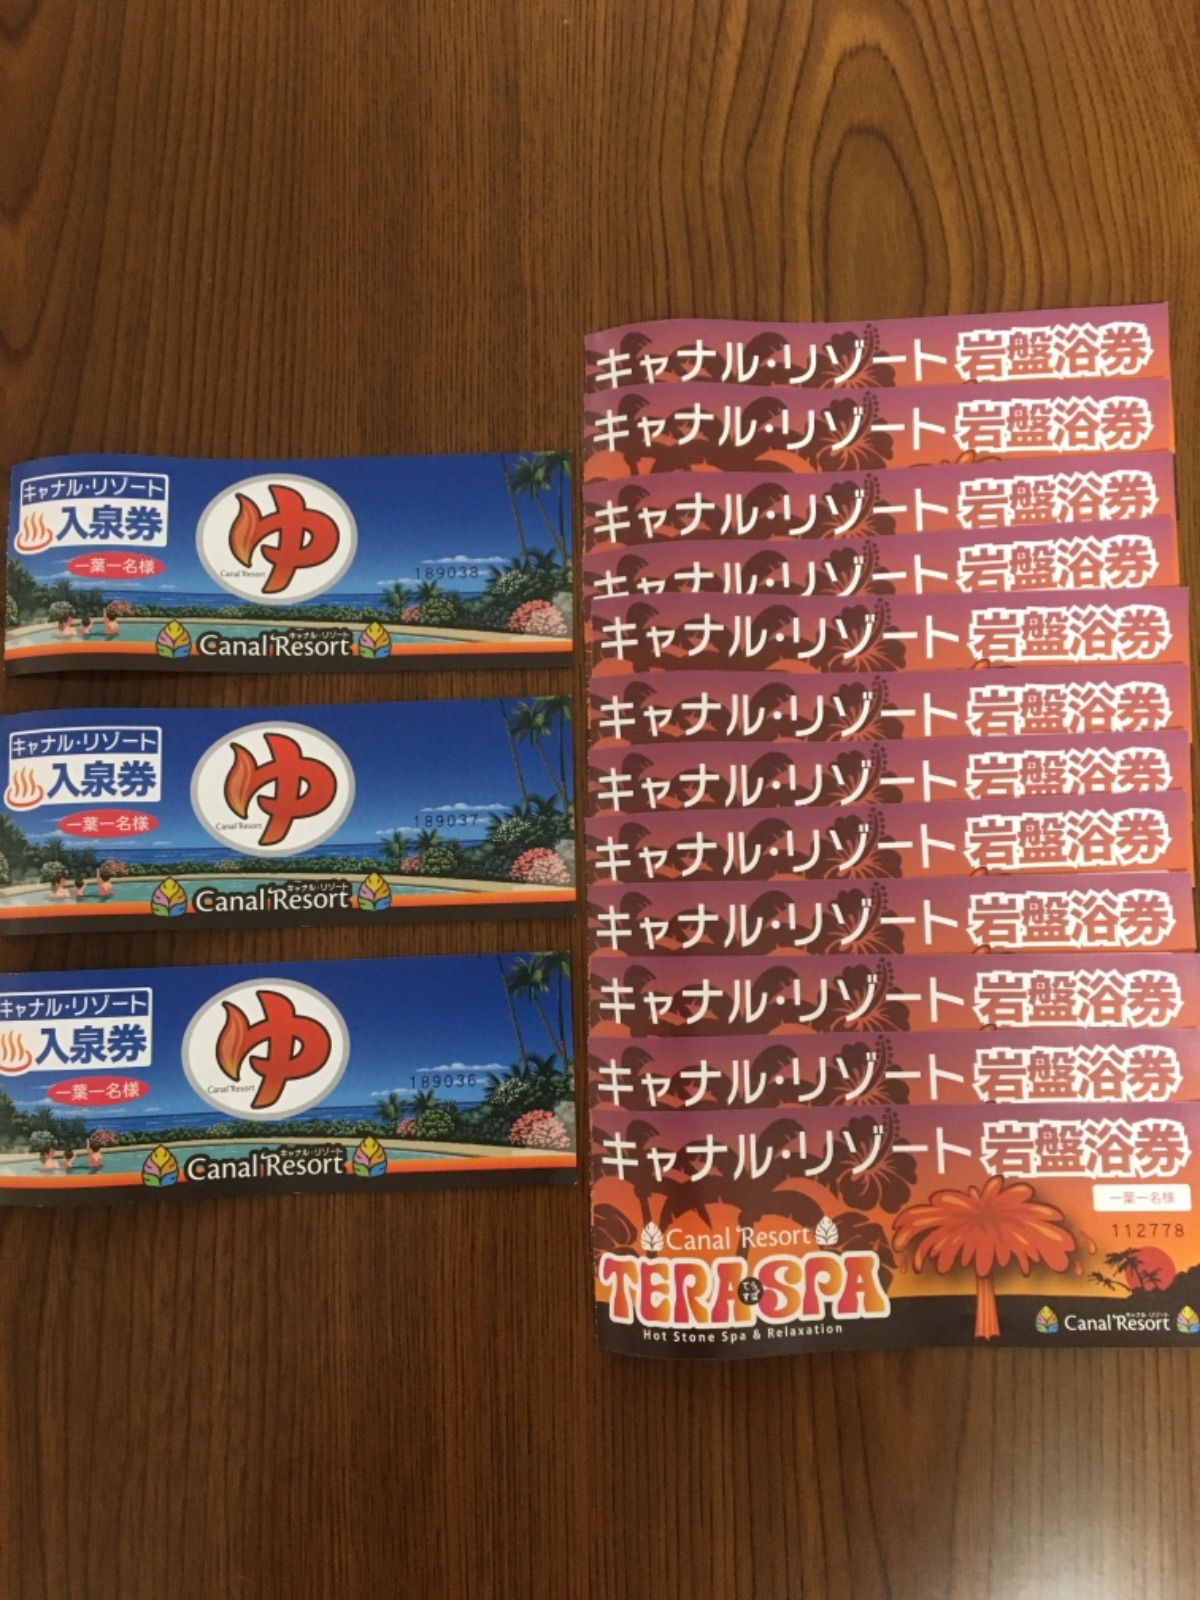 キャナル・リゾート
入泉券
一葉一名様
ゆ
Canal Resort
189038
キャナル・リゾート
Canal Resort
キャナル・リゾート
入泉券
一葉一名様
ゆ
Canal Resort
189037
キャナル・リゾート
Canal Resort
キャナル・リゾート
入泉券
一葉一名様
ゆ
Canal Resort
189036
キャナル・リゾート
Canal Resort
キャナル・リゾート 岩盤浴券
キャナル・リゾート 岩盤浴券
キャナル・リゾート 岩盤浴券
キャナル・リゾート 岩盤浴券
キャナル・リゾート 岩盤浴券
キャナル・リゾート 岩盤浴券
キャナル・リゾート 岩盤浴券
キャナル・リゾート 岩盤浴券
キャナル・リゾート 岩盤浴券
キャナル・リゾート 岩盤浴券
キャナル・リゾート 岩盤浴券
キャナル・リゾート 岩盤浴券
一葉一名様
112778
Canal Resort
TERA SPA
てらすぱ
Hot Stone Spa & Relaxation
キャナル・リゾート
Canal Resort